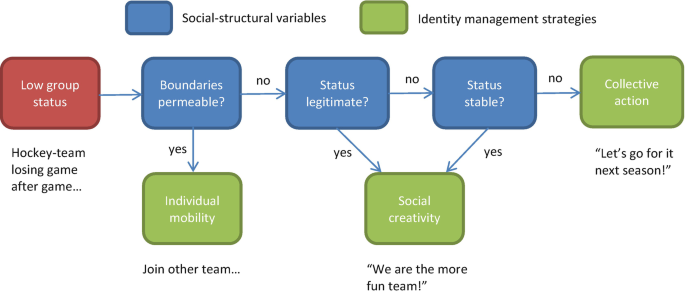 Social-structural variables
Identity management strategies
Low group
status
Boundaries
permeable?
no
Status
legitimate?
no
Status
stable?
no
Collective
action
Hockey-team
losing game
after game…
yes
yes
yes
“Let’s go for it
next season!”
Individual
mobility
Social
creativity
Join other team…
“We are the more
fun team!”